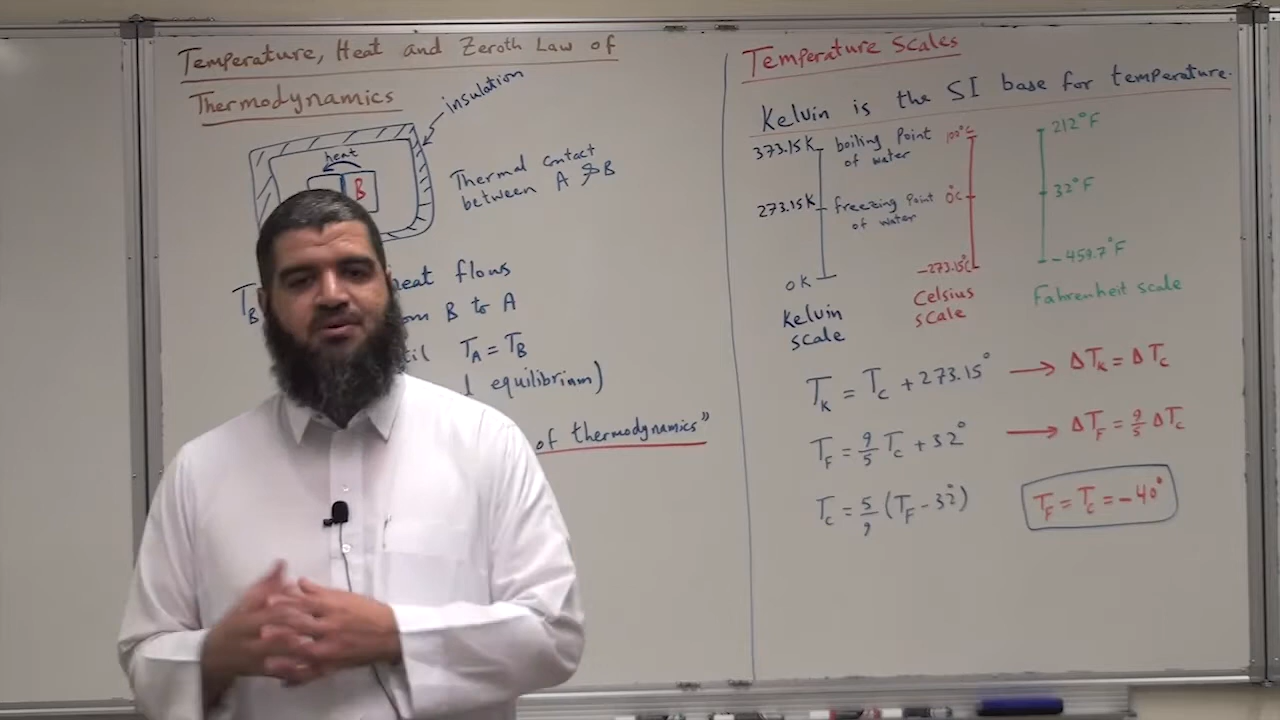 Temperature, Heat and Zeroth Law of
Thermodynamics
insulation
heat
B
Thermal contact
between A & B
T_B
heat flows
B to A
T_A = T_B
equilibrium)
of thermodynamics"
Temperature Scales
Kelvin is the SI base for temperature.
373.15K
boiling point
of water
273.15K
freezing point
of water
0K
Kelvin
scale
100°C
0°C
-273.15°C
Celsius
scale
212°F
32°F
-459.7°F
Fahrenheit scale
T_K = T_C + 273.15° → ΔT_K = ΔT_C
T_F = 9/5 T_C + 32° → ΔT_F = 9/5 ΔT_C
T_C = 5/9 (T_F - 32°)
T_F = T_C = -40°